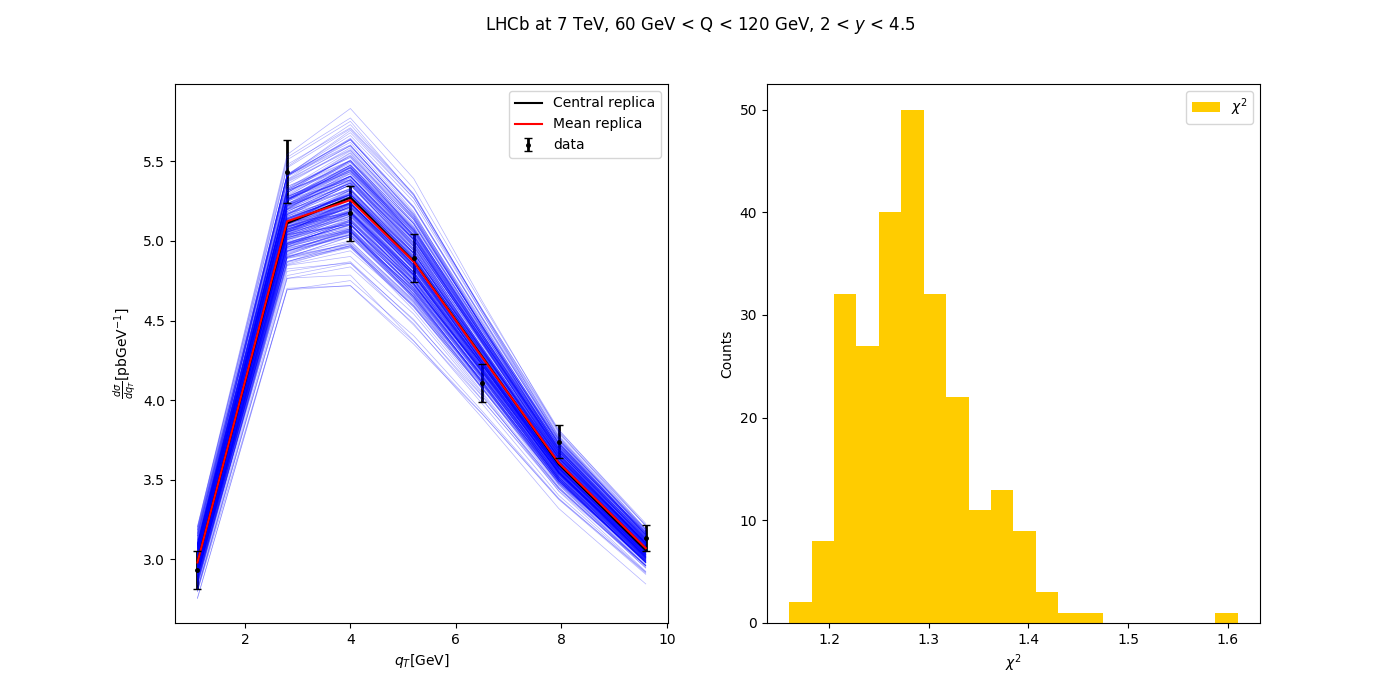 LHCb at 7 TeV, 60 GeV < Q < 120 GeV, 2 < y < 4.5
Central replica
Mean replica
data
5.5
5.0
4.5
4.0
3.5
3.0
dσ/dq_T [pbGeV⁻¹]
2 4 6 8 10
q_T[GeV]
χ²
50
40
30
20
10
0
Counts
1.2 1.3 1.4 1.5 1.6
χ²